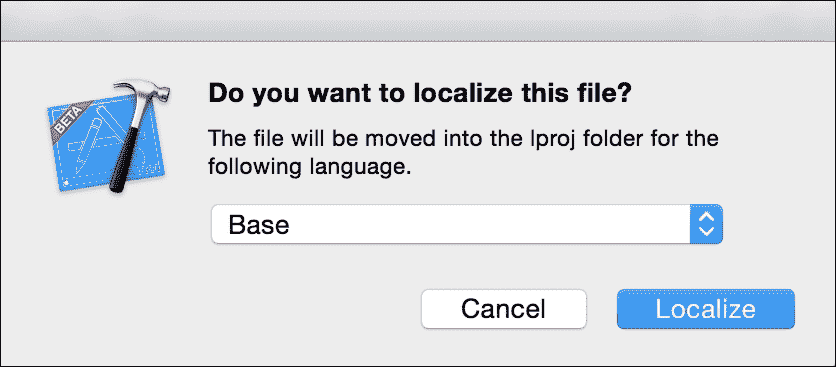 BETA
Do you want to localize this file?
The file will be moved into the lproj folder for the
following language.
Base
Cancel
Localize